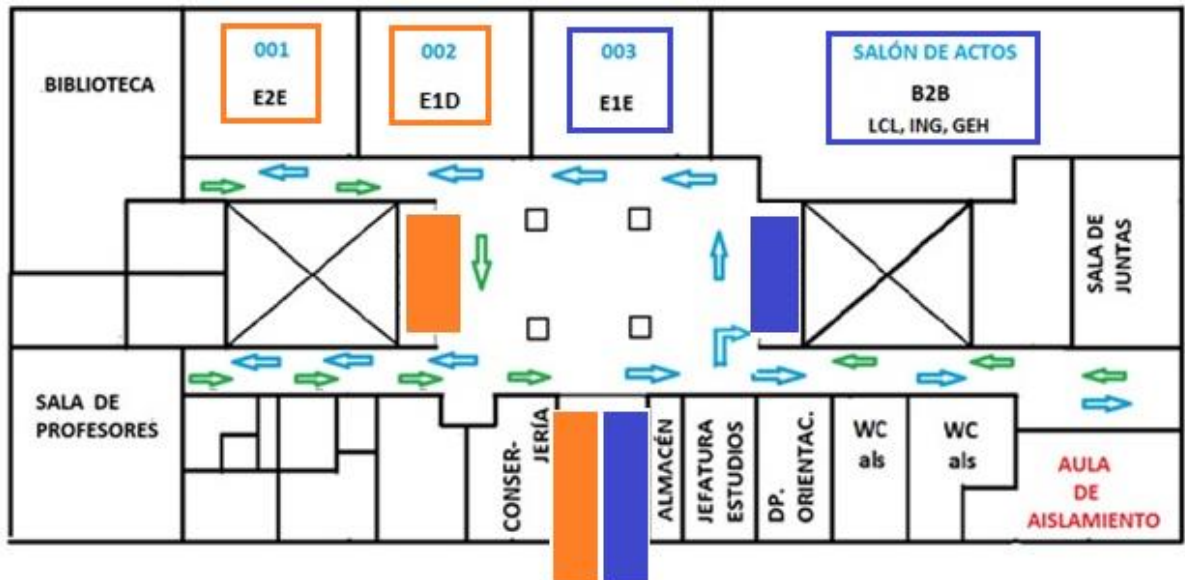 BIBLIOTECA
001
E2E
002
E1D
003
E1E
SALÓN DE ACTOS
B2B
LCL, ING, GEH
SALA DE
JUNTAS
SALA DE
PROFESORES
CONSER-
JERÍA
ALMACÉN
JEFATURA
ESTUDIOS
DP.
ORIENTAC.
WC
als
WC
als
AULA
DE
AISLAMIENTO